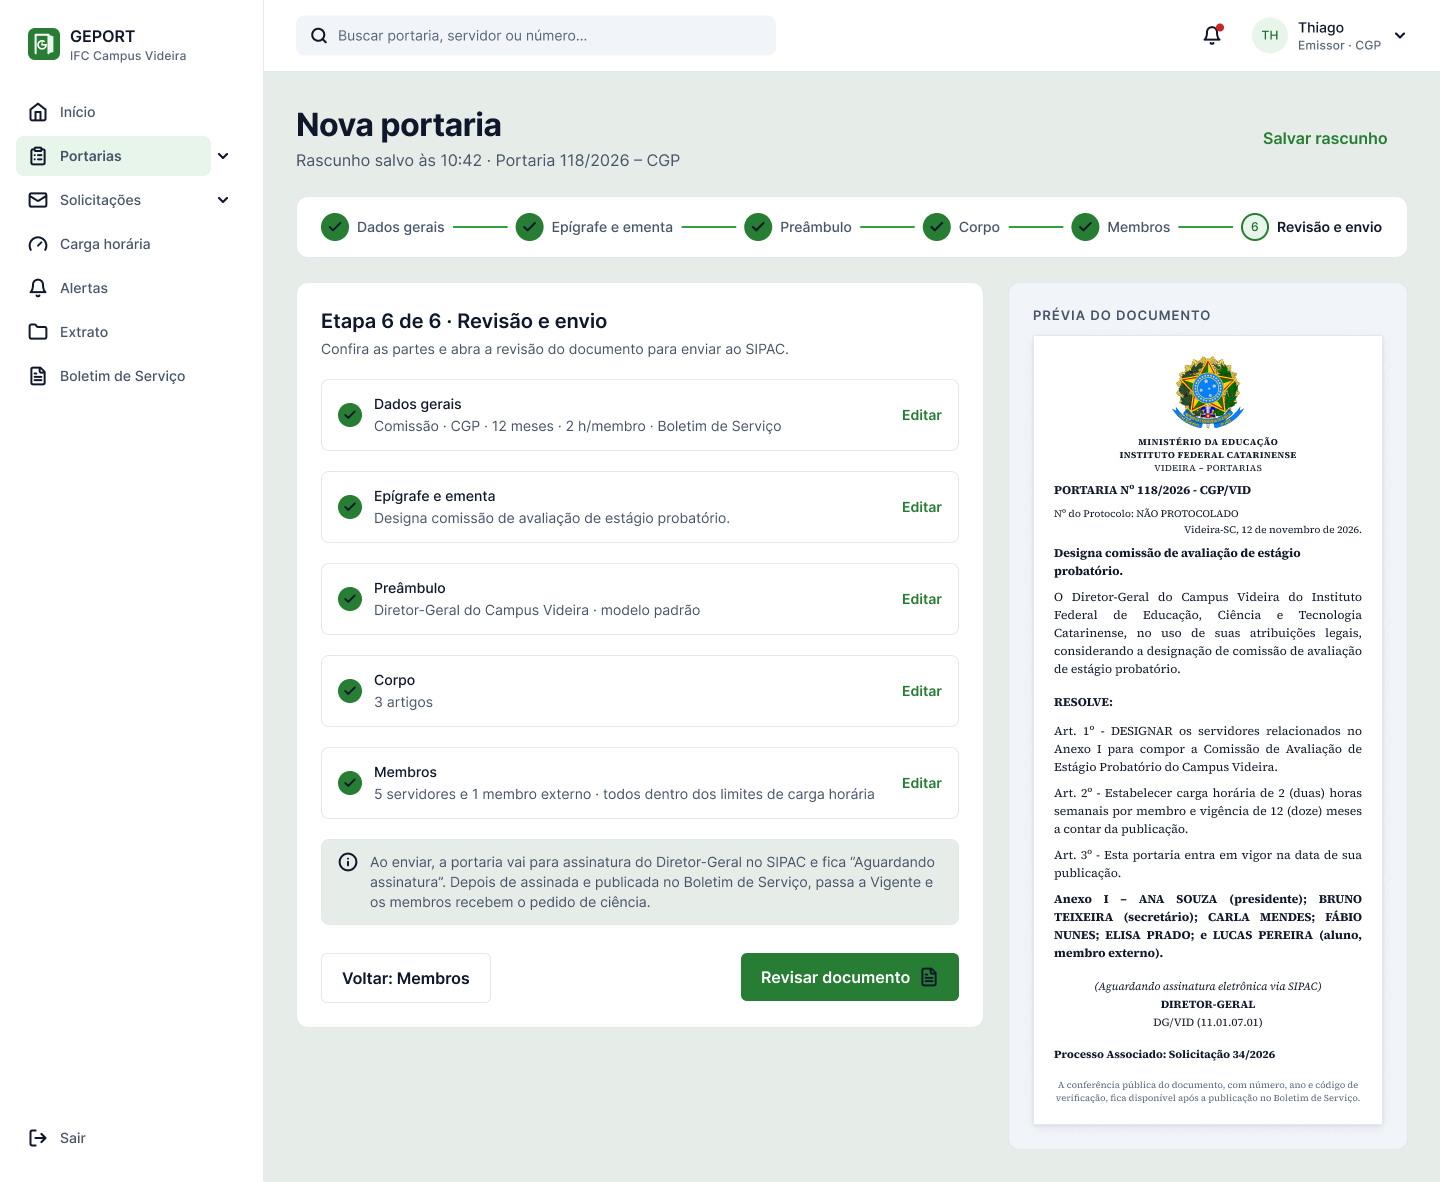 GEPORT
IFC Campus Videira
Início
Portarias
Solicitações
Carga horária
Alertas
Extrato
Boletim de Serviço
Sair
Buscar portaria, servidor ou número...
TH
Thiago
Emissor · CGP
Nova portaria
Rascunho salvo às 10:42 · Portaria 118/2026 – CGP
Salvar rascunho
Dados gerais
Epígrafe e ementa
Preâmbulo
Corpo
Membros
6
Revisão e envio
Etapa 6 de 6 · Revisão e envio
Confira as partes e abra a revisão do documento para enviar ao SIPAC.
Dados gerais
Comissão · CGP · 12 meses · 2 h/membro · Boletim de Serviço
Editar
Epígrafe e ementa
Designa comissão de avaliação de estágio probatório.
Editar
Preâmbulo
Diretor-Geral do Campus Videira · modelo padrão
Editar
Corpo
3 artigos
Editar
Membros
5 servidores e 1 membro externo · todos dentro dos limites de carga horária
Editar
Ao enviar, a portaria vai para assinatura do Diretor-Geral no SIPAC e fica “Aguardando
assinatura”. Depois de assinada e publicada no Boletim de Serviço, passa a Vigente e
os membros recebem o pedido de ciência.
Voltar: Membros
Revisar documento
PRÉVIA DO DOCUMENTO
MINISTÉRIO DA EDUCAÇÃO
INSTITUTO FEDERAL CATARINENSE
VIDEIRA – PORTARIAS
PORTARIA Nº 118/2026 - CGP/VID
Nº do Protocolo: NÃO PROTOCOLADO
Videira-SC, 12 de novembro de 2026.
Designa comissão de avaliação de estágio
probatório.
O Diretor-Geral do Campus Videira do Instituto
Federal de Educação, Ciência e Tecnologia
Catarinense, no uso de suas atribuições legais,
considerando a designação de comissão de avaliação
de estágio probatório.
RESOLVE:
Art. 1º - DESIGNAR os servidores relacionados no
Anexo I para compor a Comissão de Avaliação de
Estágio Probatório do Campus Videira.
Art. 2º - Estabelecer carga horária de 2 (duas) horas
semanais por membro e vigência de 12 (doze) meses
a contar da publicação.
Art. 3º - Esta portaria entra em vigor na data de sua
publicação.
Anexo I – ANA SOUZA (presidente); BRUNO
TEIXEIRA (secretário); CARLA MENDES; FÁBIO
NUNES; ELISA PRADO; e LUCAS PEREIRA (aluno,
membro externo).
(Aguardando assinatura eletrônica via SIPAC)
DIRETOR-GERAL
DG/VID (11.01.07.01)
Processo Associado: Solicitação 34/2026
A conferência pública do documento, com número, ano e código de
verificação, fica disponível após a publicação no Boletim de Serviço.